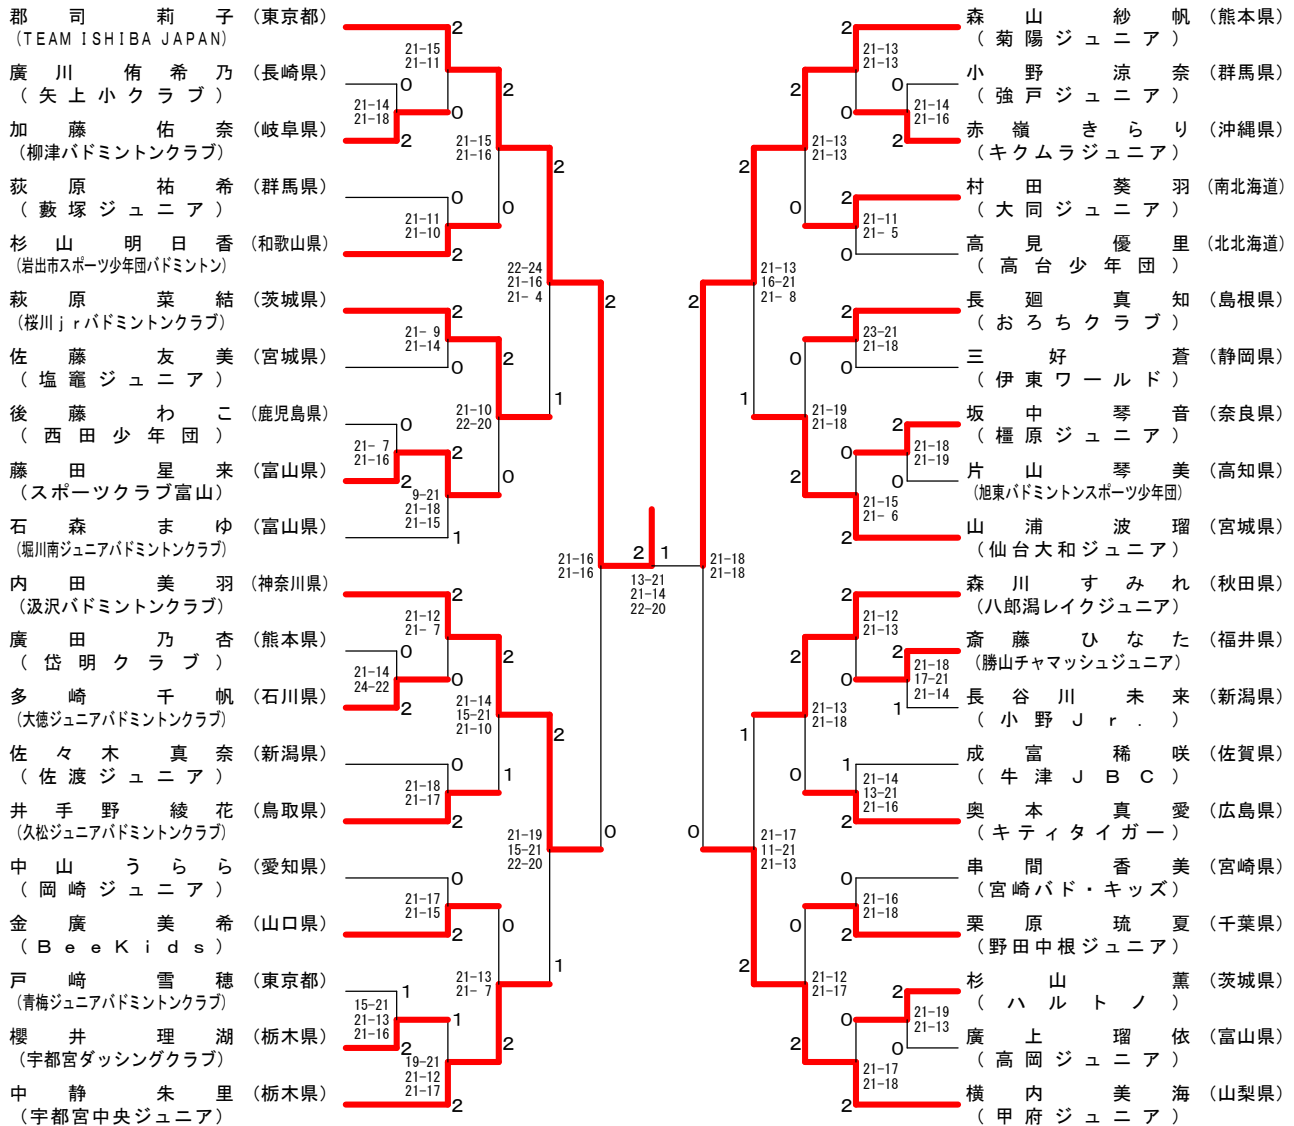 郡司莉子 (東京都)
(TEAM ISHIBA JAPAN)
廣川侑希乃 (長崎県)
(矢上小クラブ)
加藤佑奈 (岐阜県)
(柳津バドミントンクラブ)
荻原祐希 (群馬県)
(藪塚ジュニア)
杉山明日香 (和歌山県)
(岩出市スポーツ少年団バドミントン)
萩原菜結 (茨城県)
(桜川jrバドミントンクラブ)
佐藤友美 (宮城県)
(塩竈ジュニア)
後藤わこ (鹿児島県)
(西田少年団)
藤田星来 (富山県)
(スポーツクラブ富山)
石森まゆ (富山県)
(堀川南ジュニアバドミントンクラブ)
内田美羽 (神奈川県)
(汲沢バドミントンクラブ)
廣田乃杏 (熊本県)
(岱明クラブ)
多崎千帆 (石川県)
(大徳ジュニアバドミントンクラブ)
佐々木真奈 (新潟県)
(佐渡ジュニア)
井手野綾花 (鳥取県)
(久松ジュニアバドミントンクラブ)
中山うらら (愛知県)
(岡崎ジュニア)
金廣美希 (山口県)
(BeeKids)
戸﨑雪穂 (東京都)
(青梅ジュニアバドミントンクラブ)
櫻井理湖 (栃木県)
(宇都宮ダッシングクラブ)
中静朱里 (栃木県)
(宇都宮中央ジュニア)
2
21-15
21-11
0
21-14
21-18
0
2
2
21-15
21-16
0
21-11
21-10
0
2
2
22-24
21-16
21- 4
2
21- 9
21-14
0
2
21-10
22-20
1
0
21- 7
21-16
2
2
9-21
21-18
21-15
0
1
2
21-16
21-16
2
21-12
21- 7
0
21-14
24-22
0
2
2
21-14
15-21
21-10
2
0
21-18
21-17
1
2
21-19
15-21
22-20
0
0
21-17
21-15
0
2
21-13
21- 7
1
1
15-21
21-13
21-16
1
2
19-21
21-12
21-17
2
2
2
1
13-21
21-14
22-20
森山紗帆 (熊本県)
(菊陽ジュニア)
小野涼奈 (群馬県)
(強戸ジュニア)
赤嶺きらり (沖縄県)
(キクムラジュニア)
村田葵羽 (南北海道)
(大同ジュニア)
高見優里 (北北海道)
(高台少年団)
長廻真知 (島根県)
(おろちクラブ)
三好蒼 (静岡県)
(伊東ワールド)
坂中琴音 (奈良県)
(橿原ジュニア)
片山琴美 (高知県)
(旭東バドミントンスポーツ少年団)
山浦波瑠 (宮城県)
(仙台大和ジュニア)
森川すみれ (秋田県)
(八郎潟レイクジュニア)
斎藤ひなた (福井県)
(勝山チャマッシュジュニア)
長谷川未来 (新潟県)
(小野Jr.)
成富稀咲 (佐賀県)
(牛津JBC)
奥本真愛 (広島県)
(キティタイガー)
串間香美 (宮崎県)
(宮崎バド・キッズ)
栗原琉夏 (千葉県)
(野田中根ジュニア)
杉山薫 (茨城県)
(ハルトノ)
廣上瑠依 (富山県)
(高岡ジュニア)
横内美海 (山梨県)
(甲府ジュニア)
2
21-13
21-13
0
0
21-14
21-16
2
2
21-13
21-13
2
0
21-11
21- 5
0
2
21-13
16-21
21- 8
2
23-21
21-18
0
0
21-19
21-18
1
2
0
21-18
21-19
0
2
21-15
21- 6
2
21-18
21-18
2
21-12
21-13
2
0
21-18
17-21
21-14
1
2
21-13
21-18
1
1
0
21-14
13-21
21-16
2
0
21-17
11-21
21-13
0
21-16
21-18
0
2
2
21-12
21-17
2
0
21-19
21-13
0
2
21-17
21-18
2